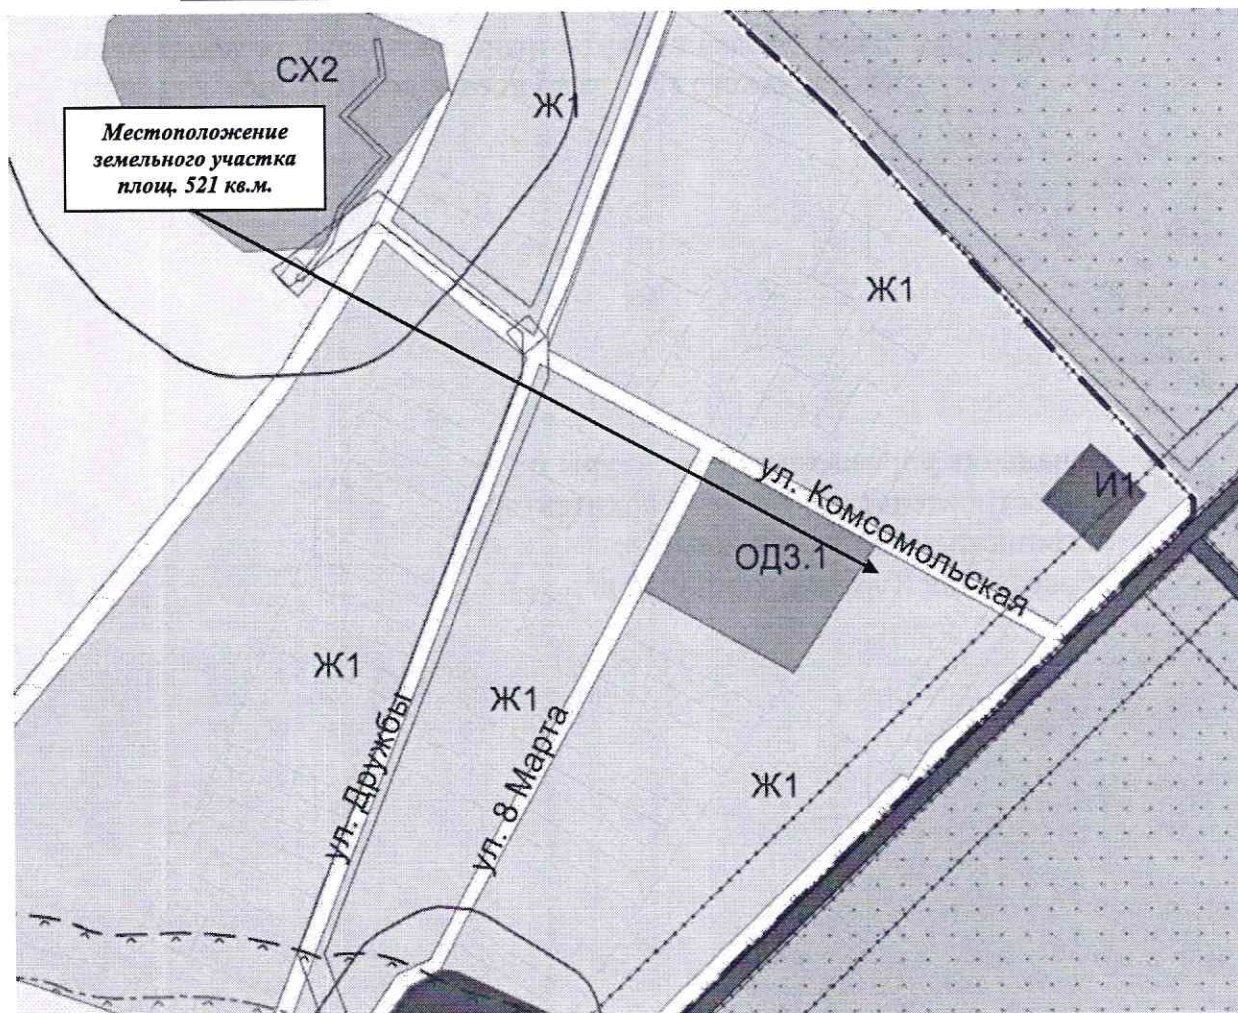 СХ2
Ж1
Местоположение
земельного участка
площ. 521 кв.м.
Ж1
ул. Комсомольская
И1
ОД3.1
Ж1
Ж1
ул. Дружбы
ул. 8 Марта
Ж1